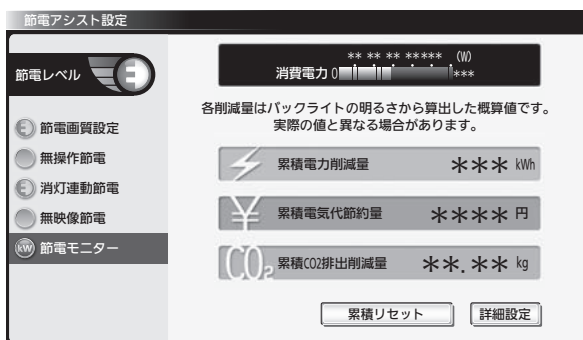 節電アシスト設定
節電レベル E
E 節電画質設定
無操作節電
E 消灯連動節電
無映像節電
kW 節電モニター
** ** ** ***** (W)
消費電力 0 ***
各削減量はバックライトの明るさから算出した概算値です。
実際の値と異なる場合があります。
累積電力削減量 *** kWh
¥ 累積電気代節約量 **** 円
CO2 累積CO2排出削減量 **.** kg
累積リセット 詳細設定